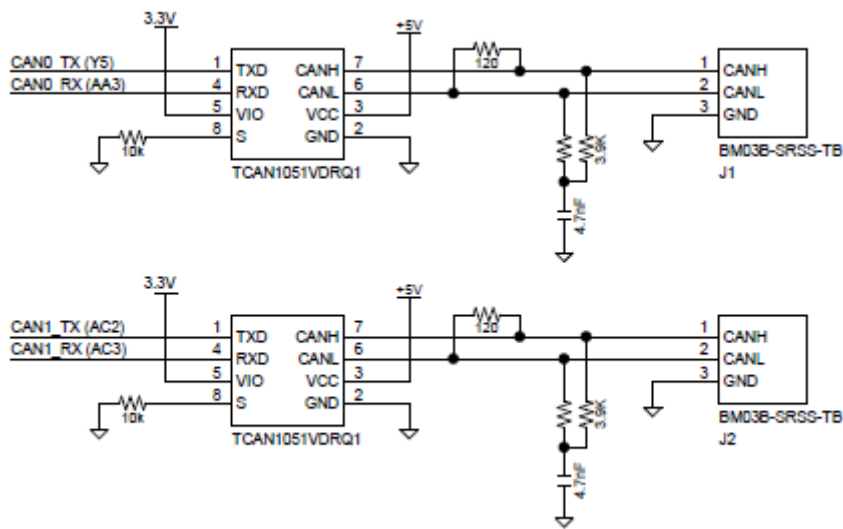 3.3V
+5V
CAN0_TX (Y5) 1 TXD CANH 7 120 1 CANH
CAN0_RX (AA3) 4 RXD CANL 6 2 CANL
5 VIO VCC 3 3 GND
8 S GND 2
10k
3.9K
BM03B-SRSS-TB
TCAN1051VDRQ1
J1
4.7nF
3.3V
+5V
CAN1_TX (AC2) 1 TXD CANH 7 120 1 CANH
CAN1_RX (AC3) 4 RXD CANL 6 2 CANL
5 VIO VCC 3 3 GND
8 S GND 2
10k
3.9K
BM03B-SRSS-TB
TCAN1051VDRQ1
J2
4.7nF